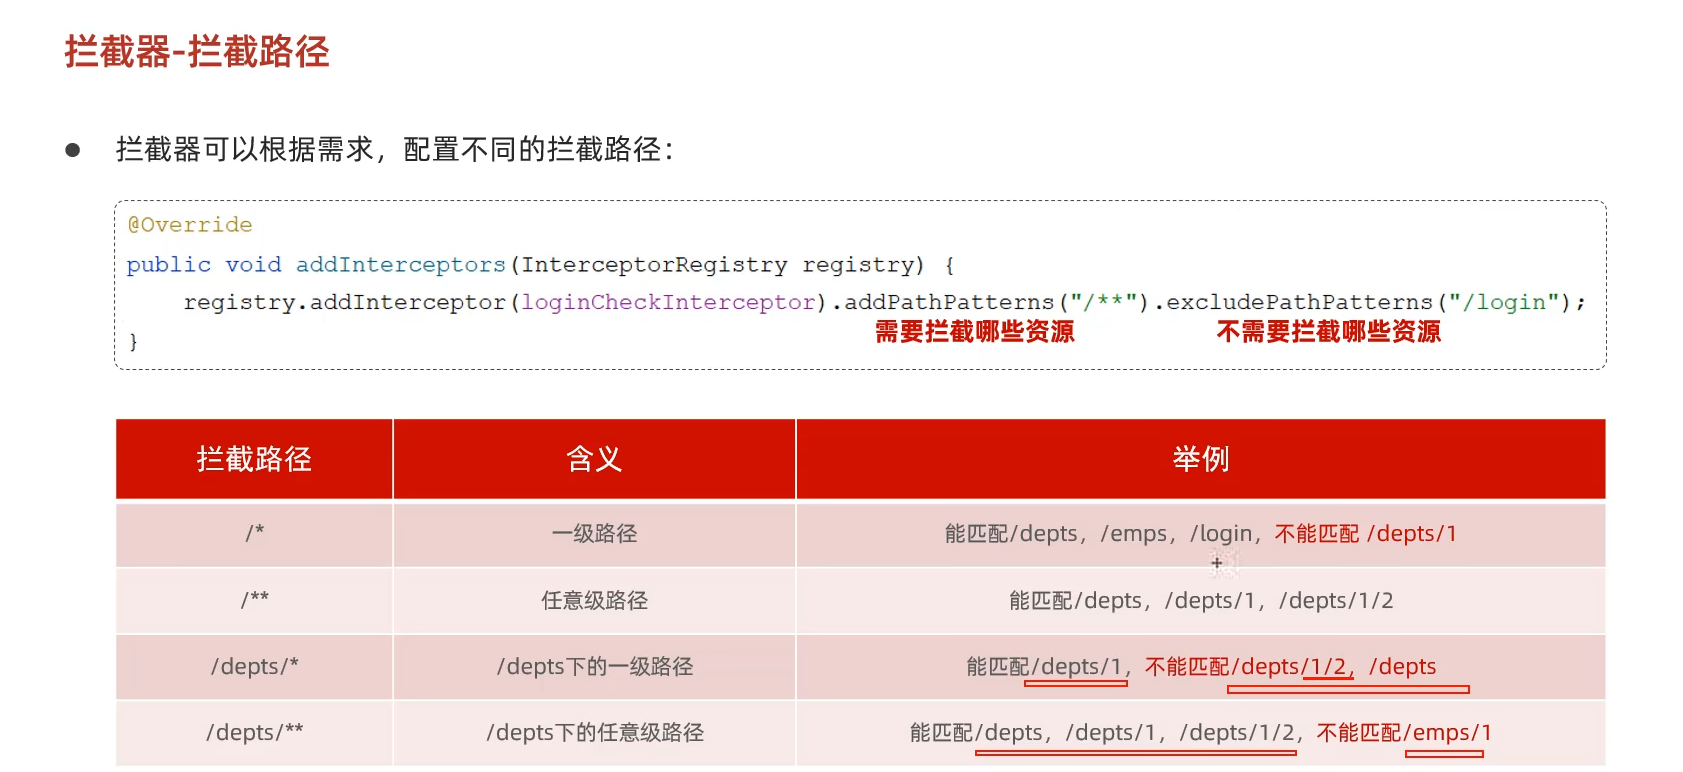 拦截器-拦截路径
● 拦截器可以根据需求，配置不同的拦截路径：
@Override
public void addInterceptors(InterceptorRegistry registry) {
registry.addInterceptor(loginCheckInterceptor).addPathPatterns("/**").excludePathPatterns("/login");
需要拦截哪些资源 不需要拦截哪些资源
}
拦截路径 含义 举例
/* 一级路径 能匹配/depts，/emps，/login，不能匹配 /depts/1
/** 任意级路径 能匹配/depts，/depts/1，/depts/1/2
/depts/* /depts下的一级路径 能匹配/depts/1，不能匹配/depts/1/2，/depts
/depts/** /depts下的任意级路径 能匹配/depts，/depts/1，/depts/1/2，不能匹配/emps/1